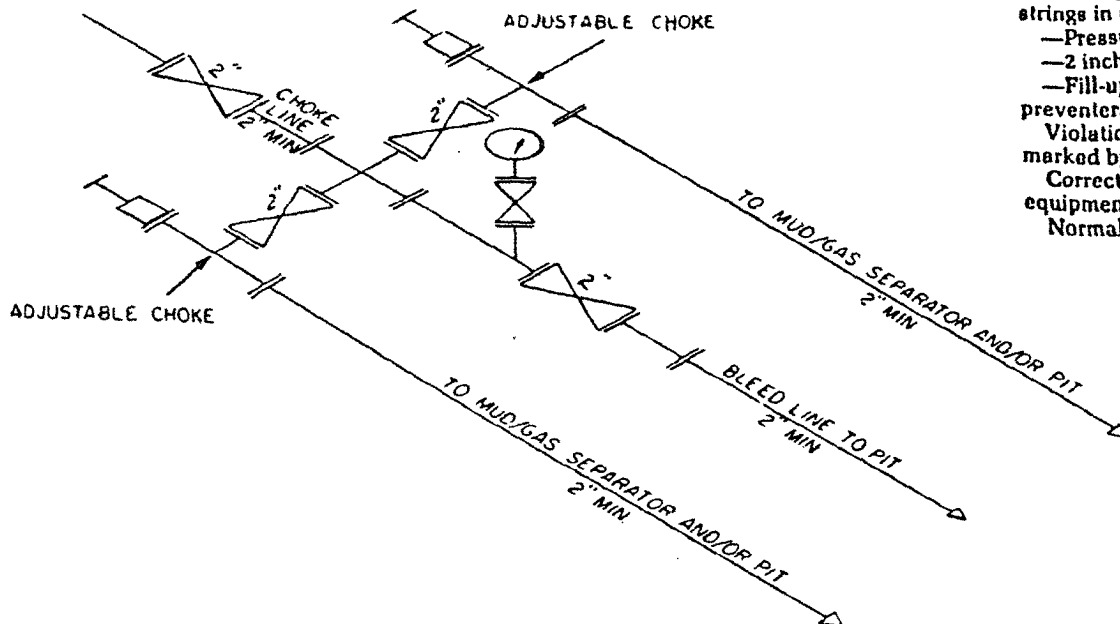 ADJUSTABLE CHOKE
2"
CHOKE
LINE
2" MIN
2"
2"
ADJUSTABLE CHOKE
2"
TO MUD/GAS SEPARATOR AND/OR PIT
2" MIN
BLEED LINE TO PIT
2" MIN
TO MUD/GAS SEPARATOR AND/OR PIT
2" MIN.
strings in
—Press
—2 inch
—Fill-u
preventer
Violatio
marked b
Correct
equipmen
Normal